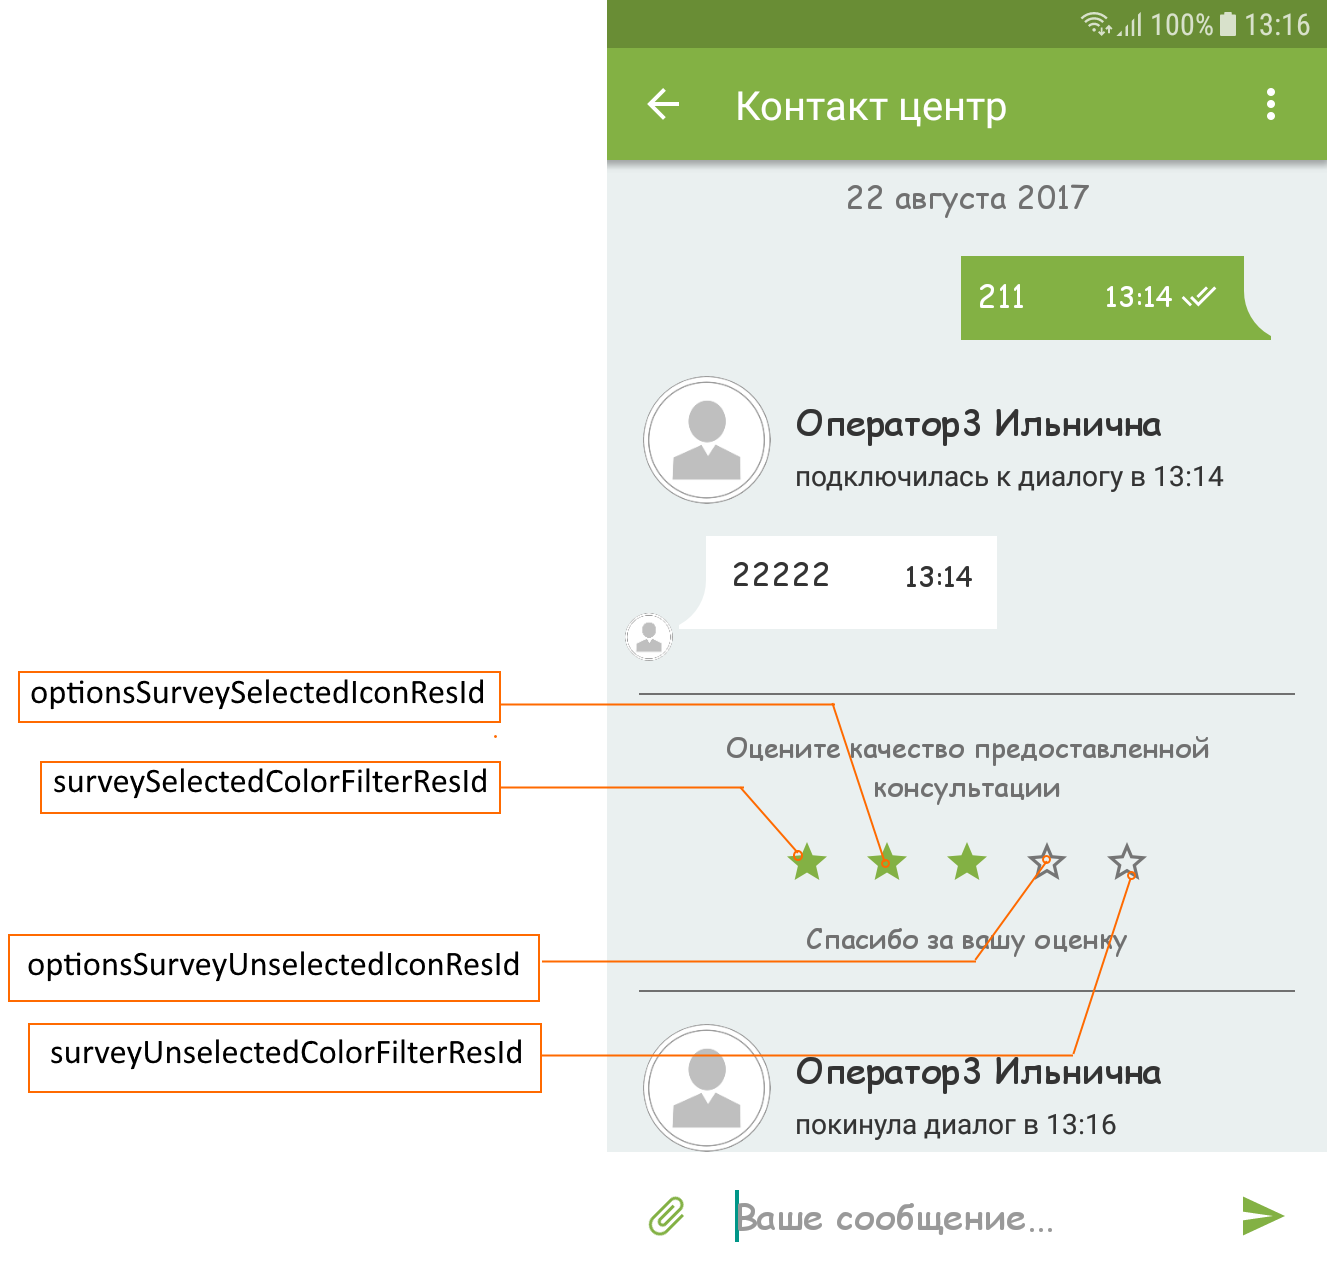 100% 13:16
Контакт центр
22 августа 2017
211 13:14
Оператор3 Ильнична
подключилась к диалогу в 13:14
22222 13:14
optionsSurveySelectedIconResId
surveySelectedColorFilterResId
Оцените качество предоставленной
консультации
Спасибо за вашу оценку
optionsSurveyUnselectedIconResId
surveyUnselectedColorFilterResId
Оператор3 Ильнична
покинула диалог в 13:16
Ваше сообщение...